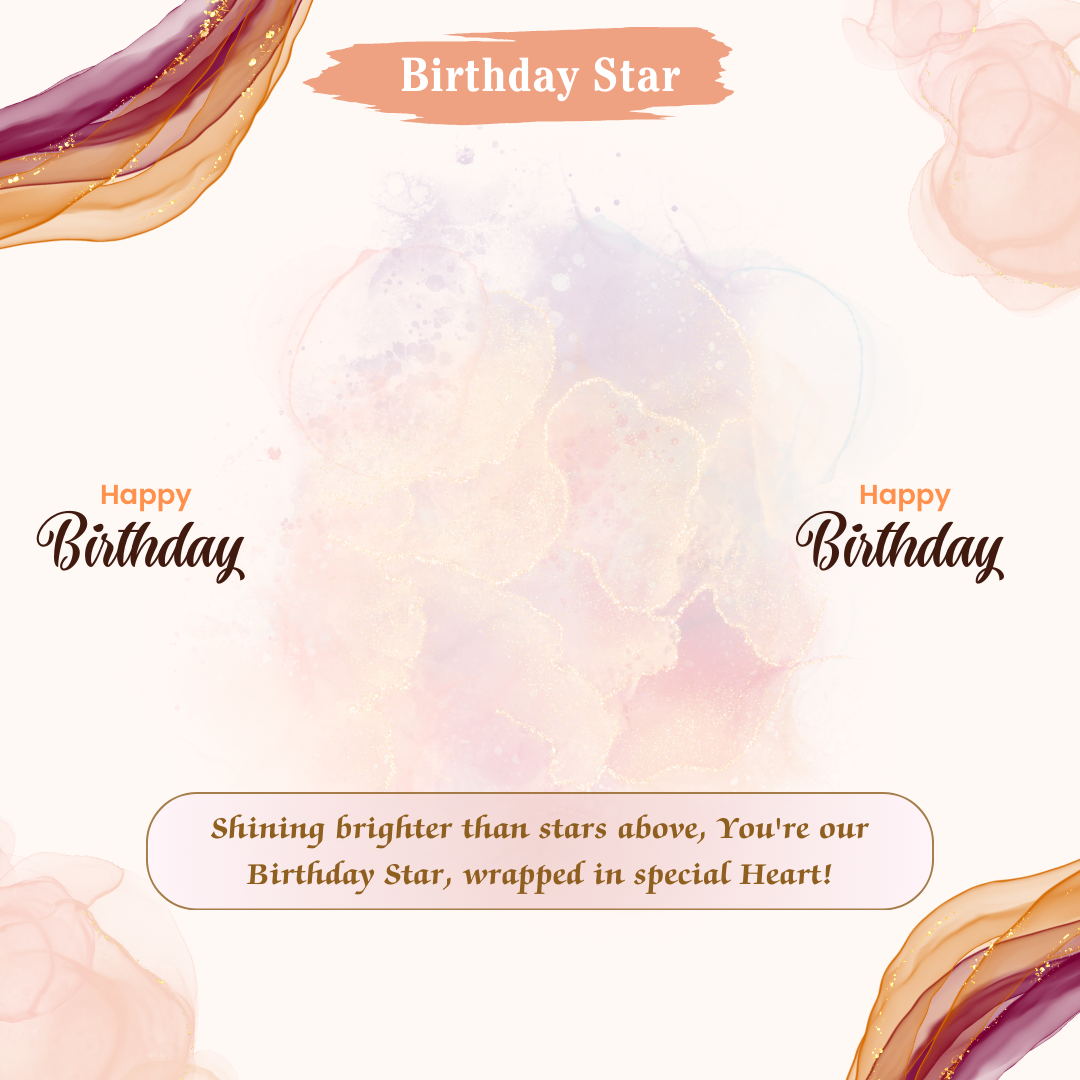 Birthday Star
Happy
Birthday
Happy
Birthday
Shining brighter than stars above, You're our
Birthday Star, wrapped in special Heart!